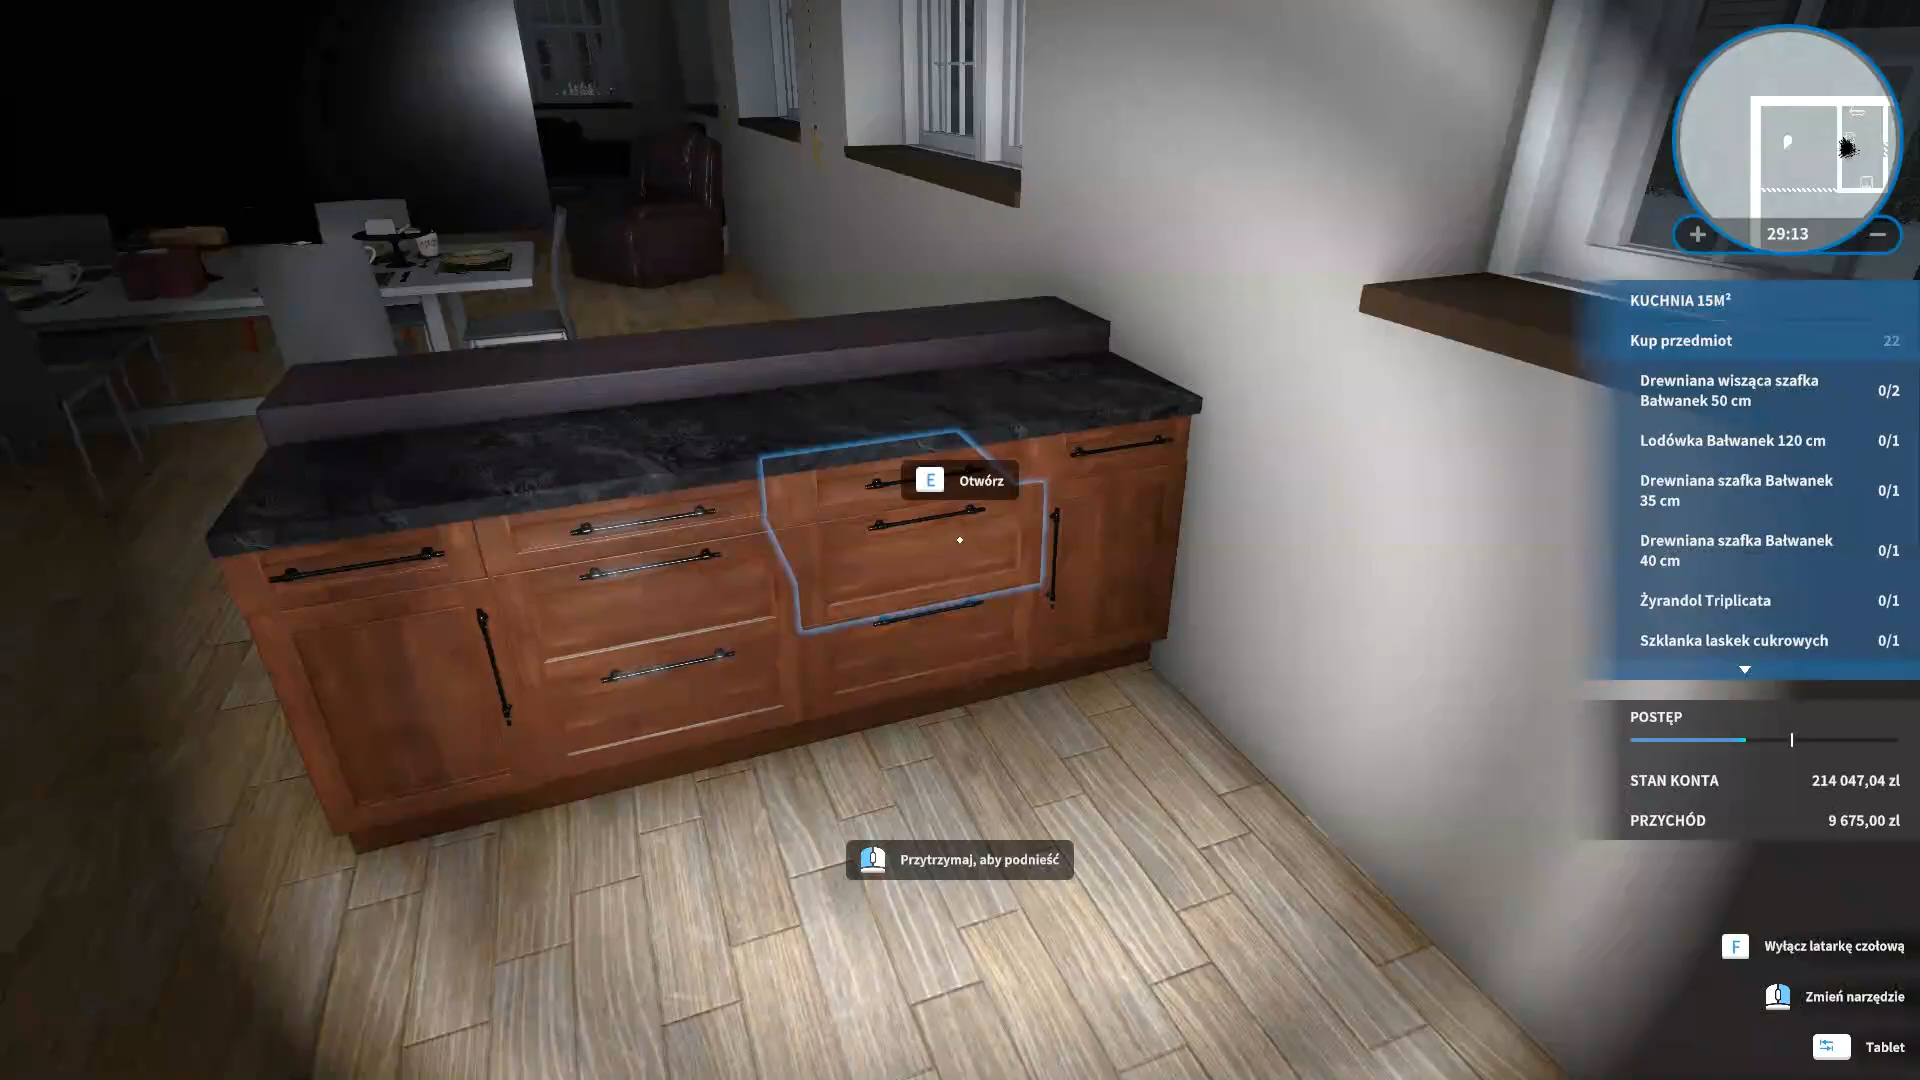 29:13
KUCHNIA 15M²
Kup przedmiot 22
Drewniana wisząca szafka
Bałwanek 50 cm 0/2
Lodówka Bałwanek 120 cm 0/1
Drewniana szafka Bałwanek
35 cm 0/1
Drewniana szafka Bałwanek
40 cm 0/1
Żyrandol Triplicata 0/1
Szklanka laskek cukrowych 0/1
E Otwórz
POSTĘP
STAN KONTA 214 047,04 zl
PRZYCHÓD 9 675,00 zl
Przytrzymaj, aby podnieść
F Wyłącz latarkę czołową
Zmień narzędzie
Tablet